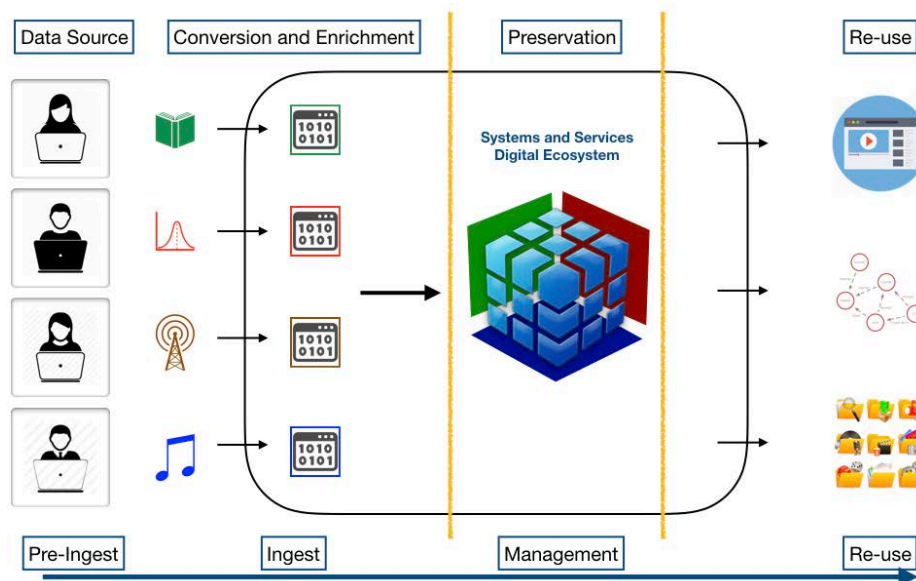 Data Source
Conversion and Enrichment
Preservation
Re-use
1010
0101
Systems and Services
Digital Ecosystem
1010
0101
1010
0101
1010
0101
Pre-Ingest
Ingest
Management
Re-use